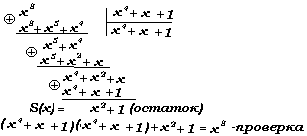 ⊕ x⁸ | x⁴+ x +1
x⁸+x⁵+x⁴ | x⁴+ x +1
⊕ x⁵+x⁴
x⁵+x²+x
⊕ x⁴+x²+x
x⁴+ x +1
S(x)= x²+1 (остаток)
(x⁴+ x +1)(x⁴+ x +1)+x²+1 = x⁸ -проверка